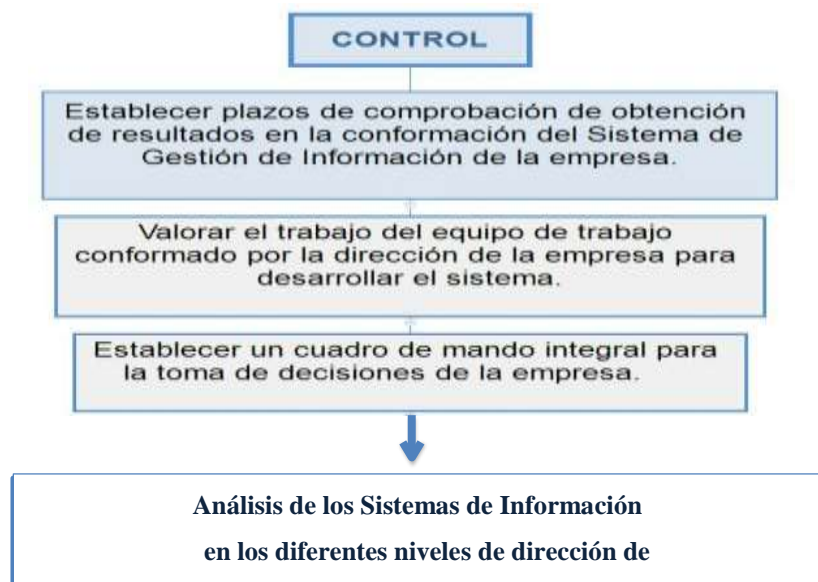 CONTROL
Establecer plazos de comprobación de obtención
de resultados en la conformación del Sistema de
Gestión de Información de la empresa.
Valorar el trabajo del equipo de trabajo
conformado por la dirección de la empresa para
desarrollar el sistema.
Establecer un cuadro de mando integral para
la toma de decisiones de la empresa.
Análisis de los Sistemas de Información
en los diferentes niveles de dirección de